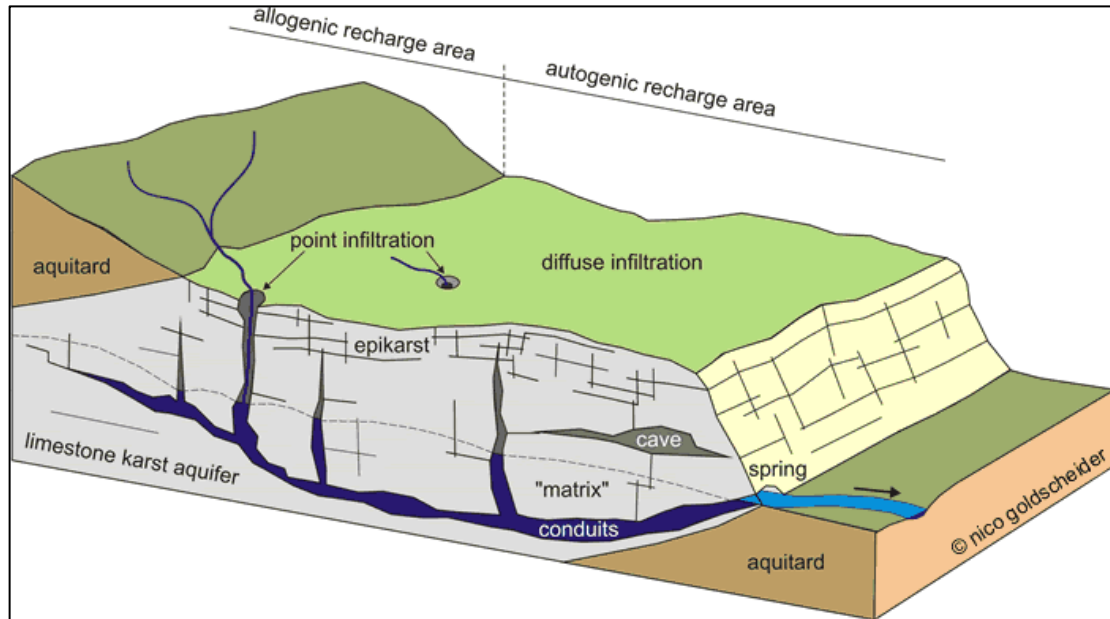 allogenic recharge area
autogenic recharge area
point infiltration
diffuse infiltration
aquitard
epikarst
cave
limestone karst aquifer
"matrix"
spring
conduits
aquitard
© nico goldscheider